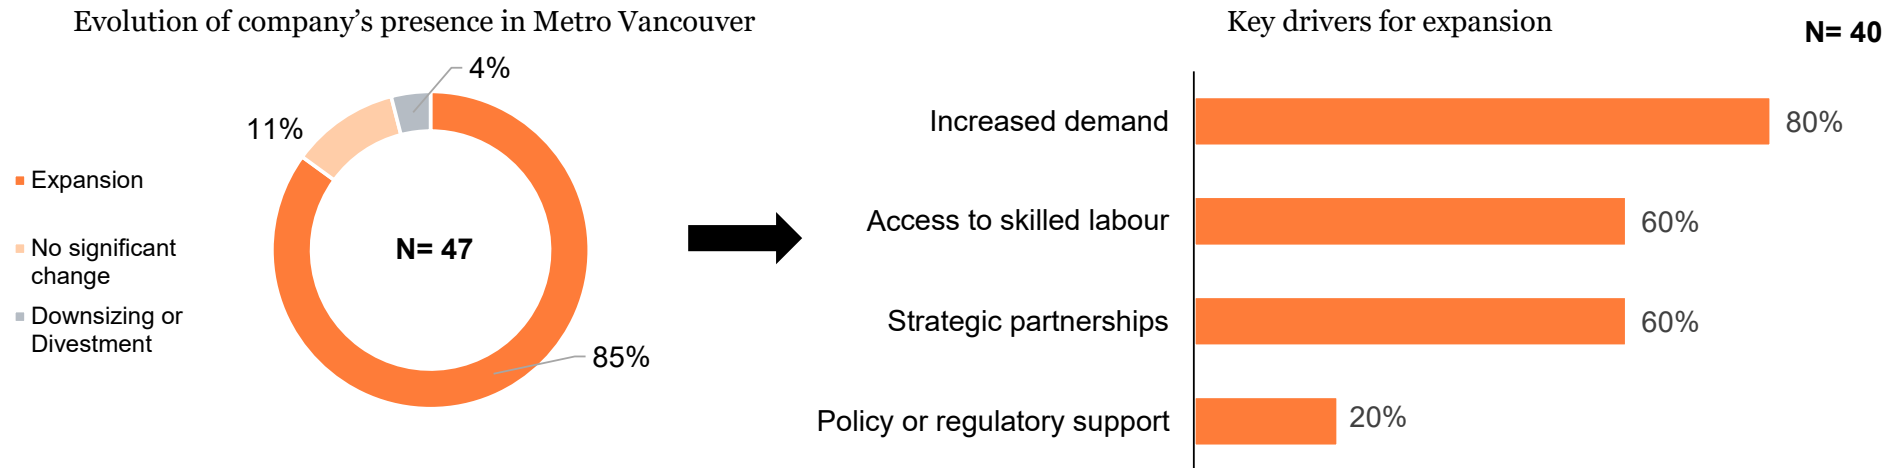 Evolution of company’s presence in Metro Vancouver
4%
11%
Expansion
No significant
change
Downsizing or
Divestment
N= 47
85%
Key drivers for expansion
N= 40
Increased demand
80%
Access to skilled labour
60%
Strategic partnerships
60%
Policy or regulatory support
20%